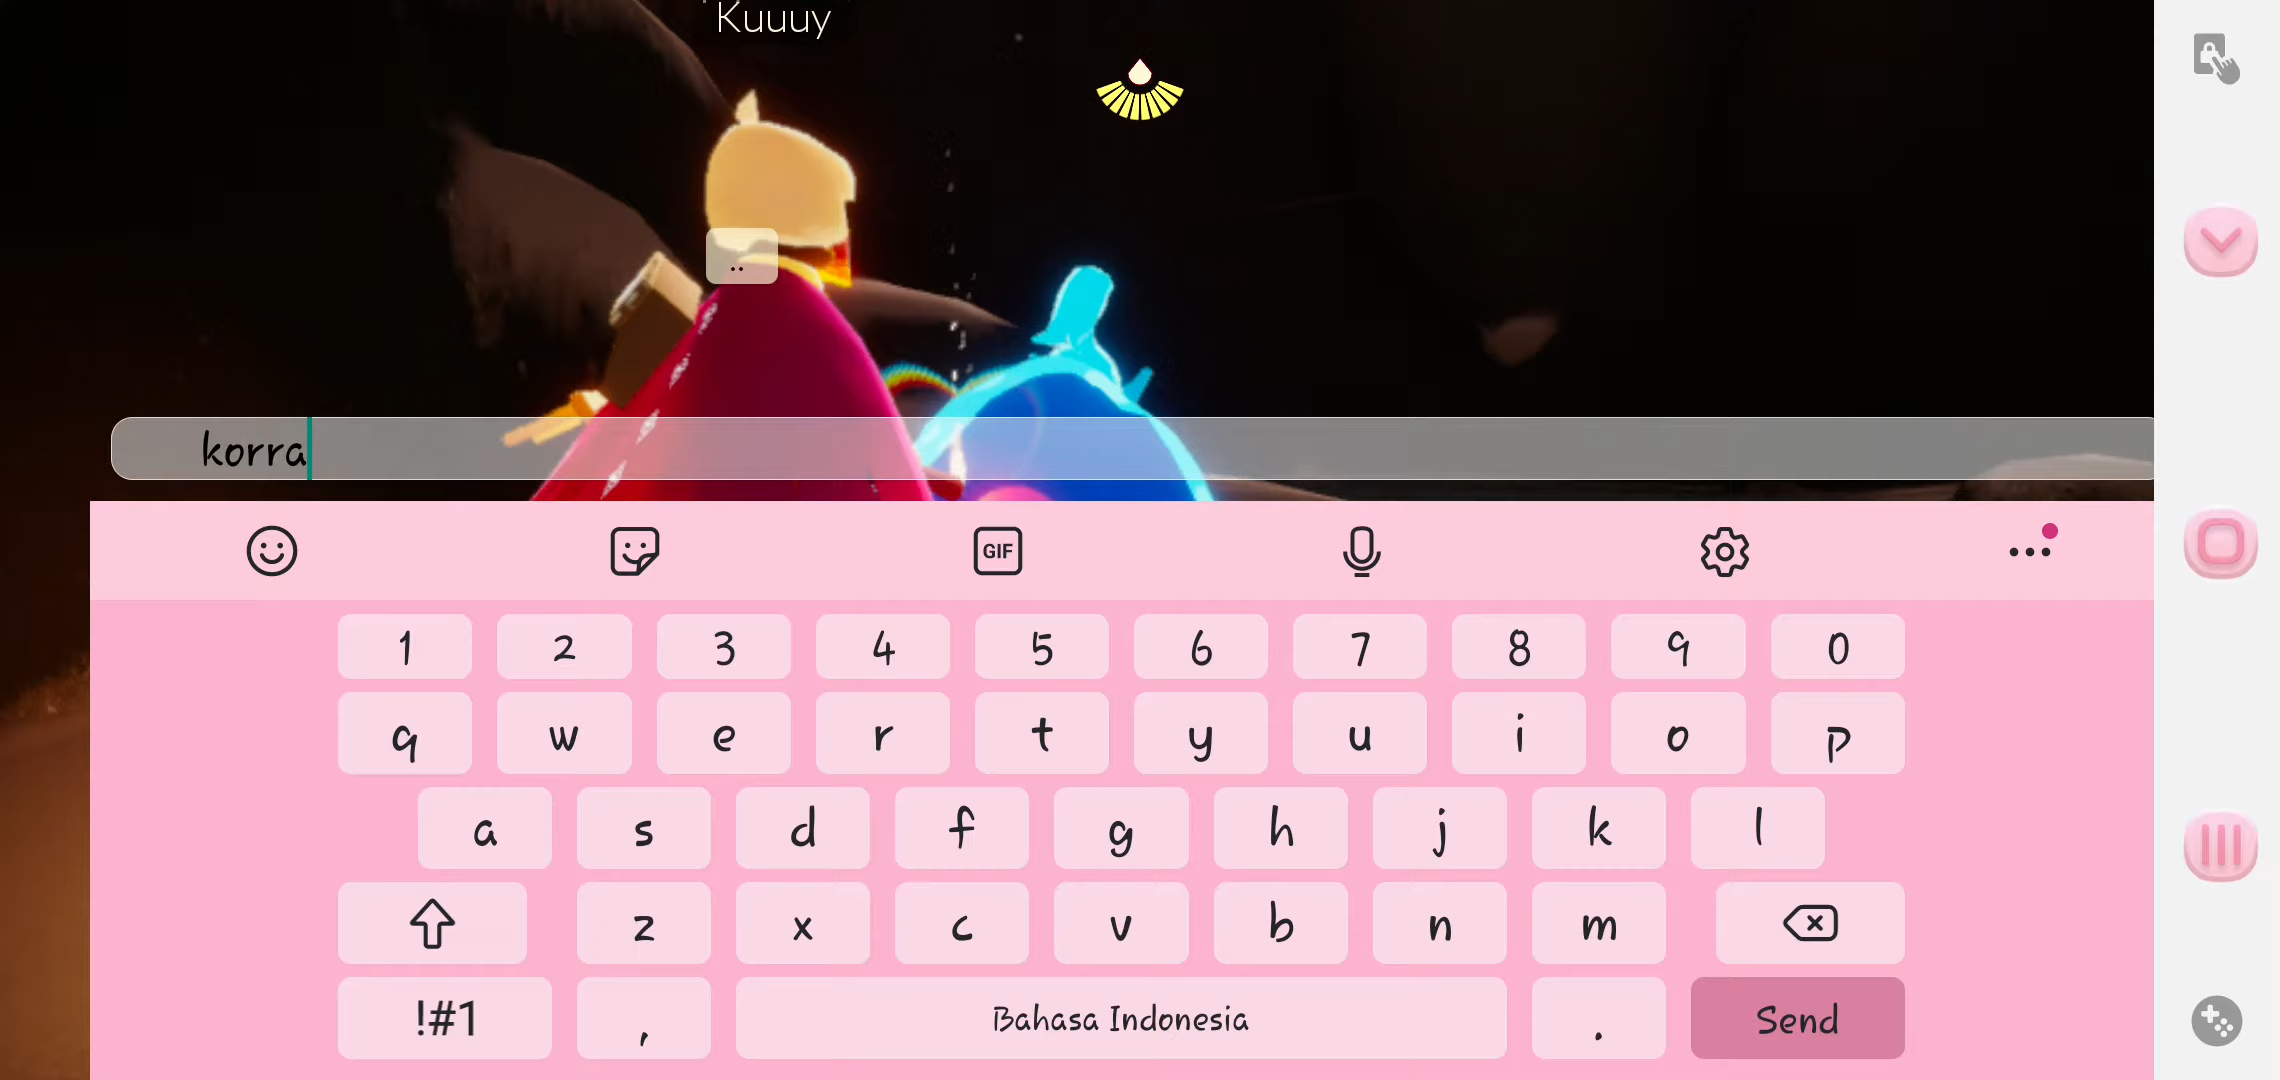 Kuuuy
..
korra
GIF
1 2 3 4 5 6 7 8 9 0
q w e r t y u i o p
a s d f g h j k l
z x c v b n m
!#1 , Bahasa Indonesia . Send